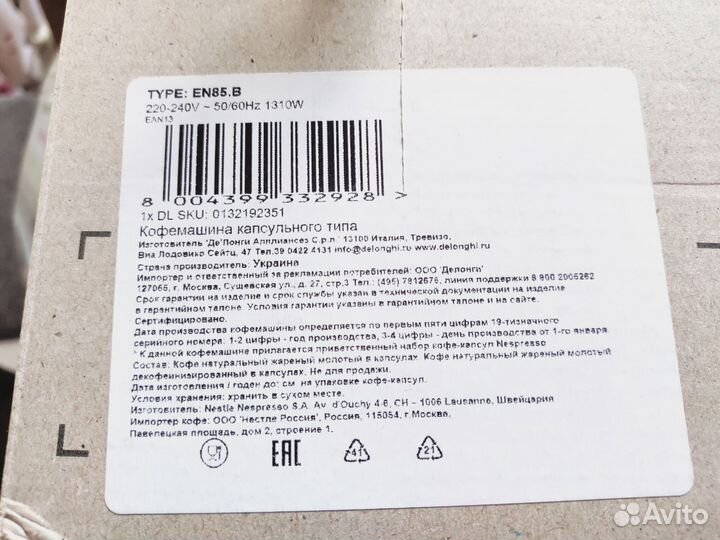 TYPE: EN85.B
220-240V ~ 50/60Hz 1310W
EAN13
8 004399 332928 >
1x DL SKU: 0132192351
Кофемашина капсульного типа
Изготовитель 'Де'Лонги Апплиансез С.р.л.' 13100 Италия, Тревизо,
Виа Лодовико Сейтц, 47 Тел.39 0422 4131 info@delonghi.ru www.delonghi.ru
Страна производитель: Украина
Импортер и ответственный за рекламации потребителей: ООО 'Делонги'
127055, г. Москва, Сущевская ул., д. 27, стр.3 Тел.: (495) 7812676, линия поддержки 8 800 2005262
Срок гарантии на изделие и срок службы указан в технической документации на изделие
в гарантийном талоне. Условия гарантии указаны в гарантийном талоне и на сайте.
Сертифицировано.
Дата производства кофемашины определяется по первым пяти цифрам 19-тизначного
серийного номера: 1-2 цифры - год производства, 3-4 цифры - день производства от 1-го января.
* К данной кофемашине прилагается приветственный набор кофе-капсул Nespresso
Состав: Кофе натуральный жареный молотый в капсулах. Кофе натуральный жареный молотый
декофеинизированный в капсулах. Не для продажи.
Дата изготовления / годен до: см. на упаковке кофе-капсул.
Условия хранения: хранить в сухом месте.
Изготовитель: Nestle Nespresso S.A. Av. d'Ouchy 4-6, CH – 1006 Lausanne, Швейцария
Импортер кофе: ООО 'Нестле Россия', Россия, 115054, г.Москва,
Павелецкая площадь, дом 2, строение 1.
EAC 41 21
Avito